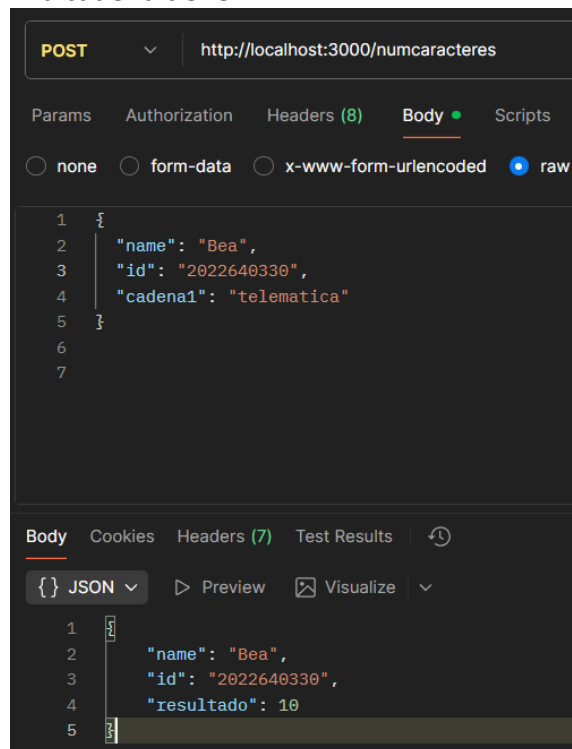 POST http://localhost:3000/numcaracteres
Params Authorization Headers (8) Body Scripts
none form-data x-www-form-urlencoded raw
1 {
2 "name": "Bea",
3 "id": "2022640330",
4 "cadena1": "telematica"
5 }
6
7
Body Cookies Headers (7) Test Results
{} JSON Preview Visualize
1 {
2 "name": "Bea",
3 "id": "2022640330",
4 "resultado": 10
5 }